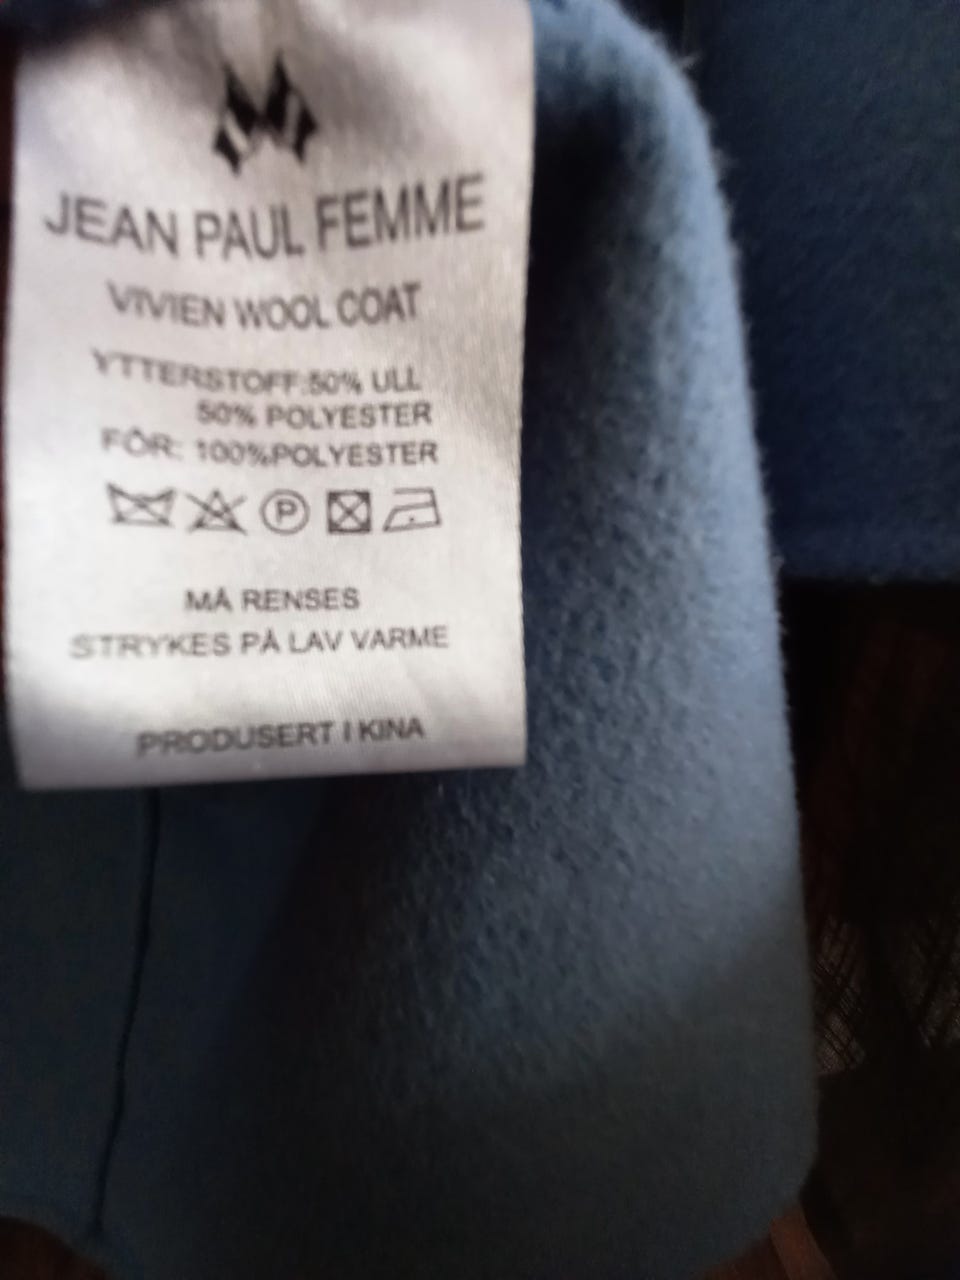 JEAN PAUL FEMME
VIVIEN WOOL COAT
YTTERSTOFF:50% ULL
50% POLYESTER
FÔR: 100%POLYESTER
P
MÅ RENSES
STRYKES PÅ LAV VARME
PRODUSERT I KINA